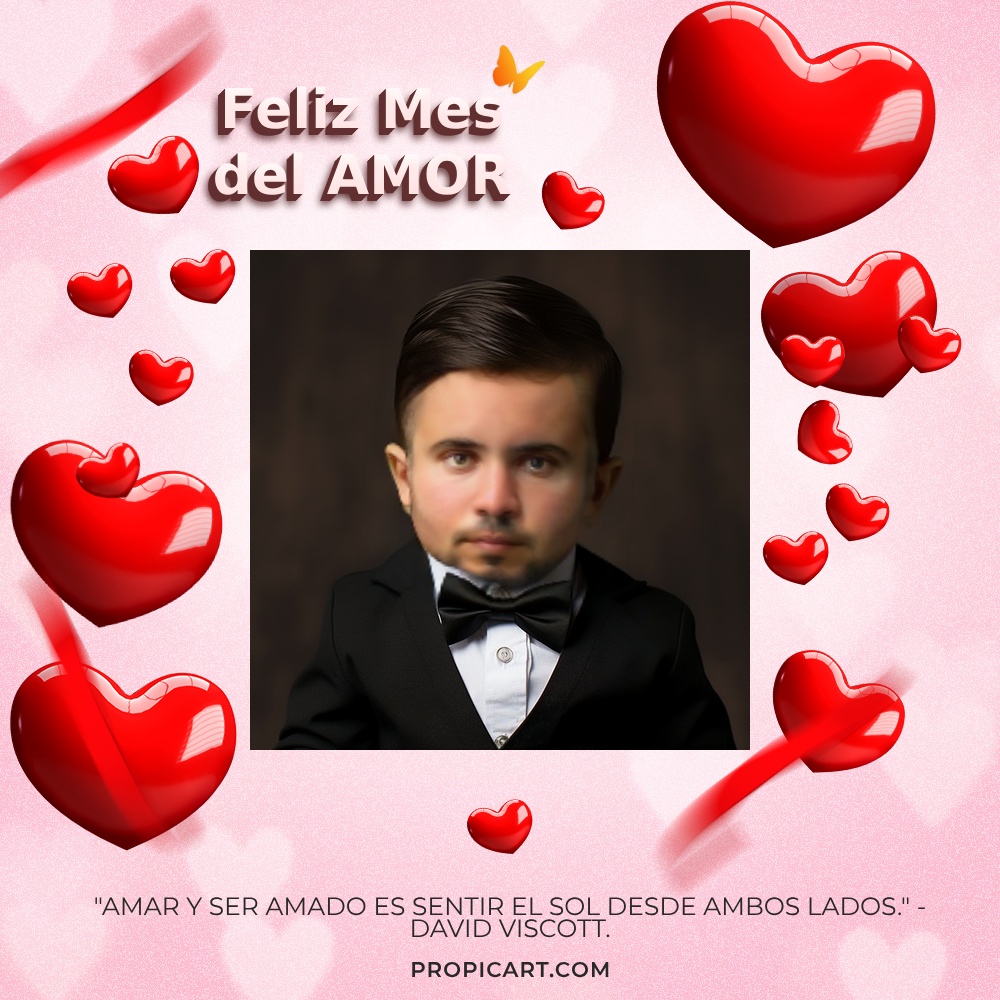 Feliz Mes
del AMOR
"AMAR Y SER AMADO ES SENTIR EL SOL DESDE AMBOS LADOS." -
DAVID VISCOTT.
PROPICART.COM